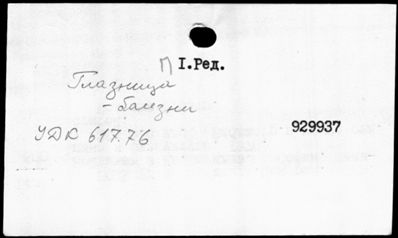 П I.Ред.
Глазница
- болезни
УДК 617.76
929937